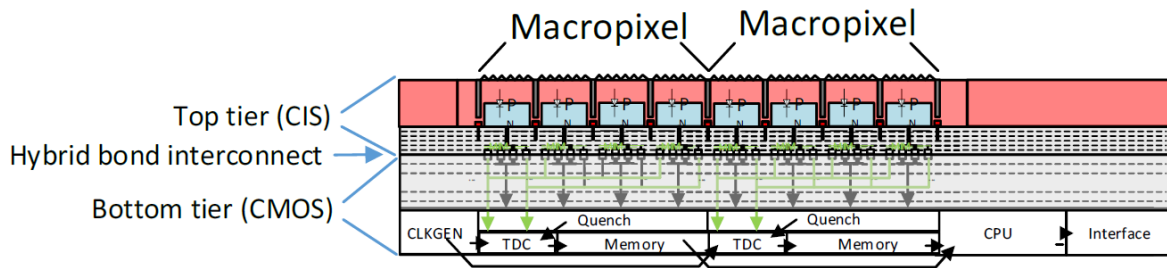 Macropixel Macropixel
P P P P P P P P
N N N N N N N N
Top tier (CIS)
Hybrid bond interconnect
Bottom tier (CMOS)
Quench Quench
CLKGEN TDC Memory TDC Memory CPU Interface